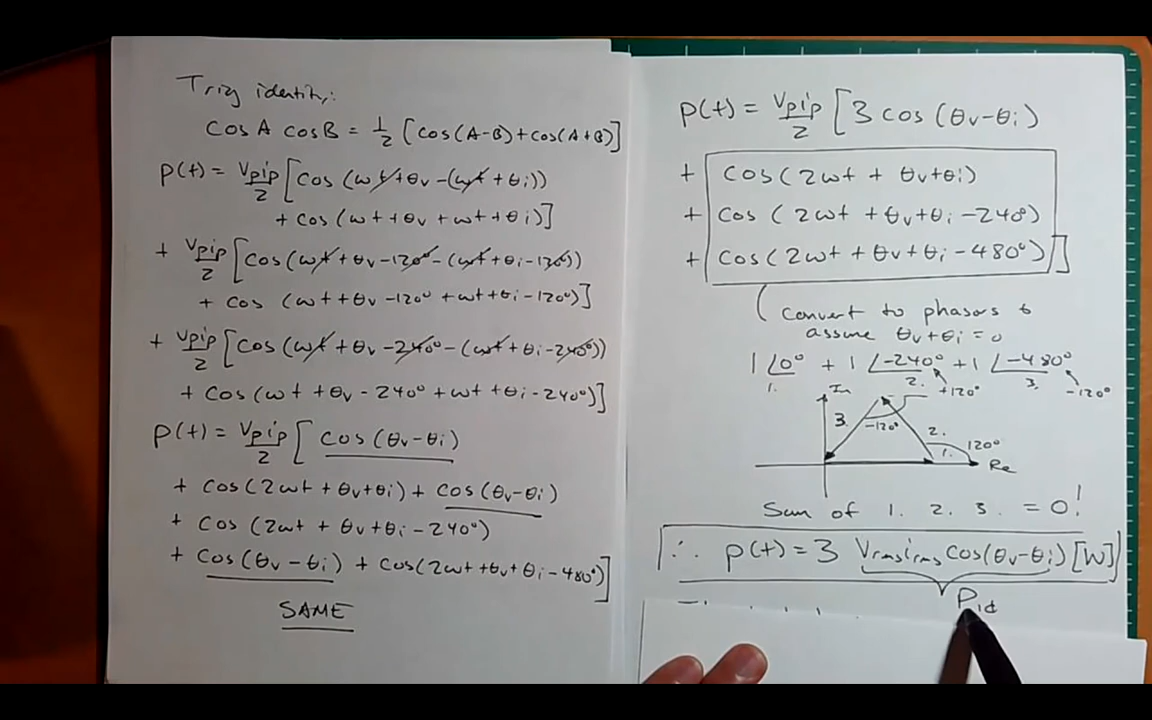 Trig identity:
cos A cos B = 1/2 [cos(A-B)+cos(A+B)]
p(t) = Vpip/2 [cos (ωt+θv-(ωt+θi))
+ cos (ωt+θv+ωt+θi)]
+ Vpip/2 [cos(ωt+θv-120°-(ωt+θi-120°))
+ cos (ωt+θv-120°+ωt+θi-120°)]
+ Vpip/2 [cos(ωt+θv-240°-(ωt+θi-240°))
+ cos(ωt+θv-240°+ωt+θi-240°)]
p(t) = Vpip/2 [cos(θv-θi)
+ cos(2ωt+θv+θi) + cos(θv-θi)
+ cos (2ωt + θv+θi-240°)
+ cos(θv-θi) + cos(2ωt+θv+θi-480°)]
SAME
p(t) = Vpip/2 [3 cos (θv-θi)
+ cos(2ωt + θv+θi)
+ cos (2ωt +θv+θi-240°)
+ cos(2ωt +θv+θi-480°)]
(convert to phasors &
assume θv+θi=0
1∠0° + 1∠-240° + 1∠-480°
1. 2. 3.
+120° -120°
Im
3. -120° 2. 1. 120°
Re
Sum of 1. 2. 3. = 0!
∴ p(t) = 3 Vrms irms cos(θv-θi) [W]
P1φ